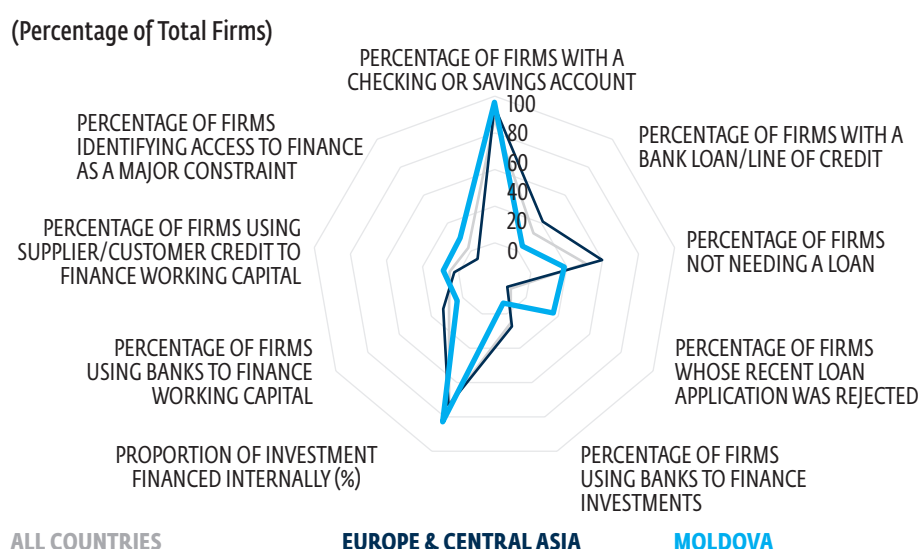 (Percentage of Total Firms)
PERCENTAGE OF FIRMS WITH A
CHECKING OR SAVINGS ACCOUNT
100
80
60
40
20
0
PERCENTAGE OF FIRMS WITH A
BANK LOAN/LINE OF CREDIT
PERCENTAGE OF FIRMS
NOT NEEDING A LOAN
PERCENTAGE OF FIRMS
WHOSE RECENT LOAN
APPLICATION WAS REJECTED
PERCENTAGE OF FIRMS
USING BANKS TO FINANCE
INVESTMENTS
PROPORTION OF INVESTMENT
FINANCED INTERNALLY (%)
PERCENTAGE OF FIRMS
USING BANKS TO FINANCE
WORKING CAPITAL
PERCENTAGE OF FIRMS USING
SUPPLIER/CUSTOMER CREDIT TO
FINANCE WORKING CAPITAL
PERCENTAGE OF FIRMS
IDENTIFYING ACCESS TO FINANCE
AS A MAJOR CONSTRAINT
ALL COUNTRIES
EUROPE & CENTRAL ASIA
MOLDOVA